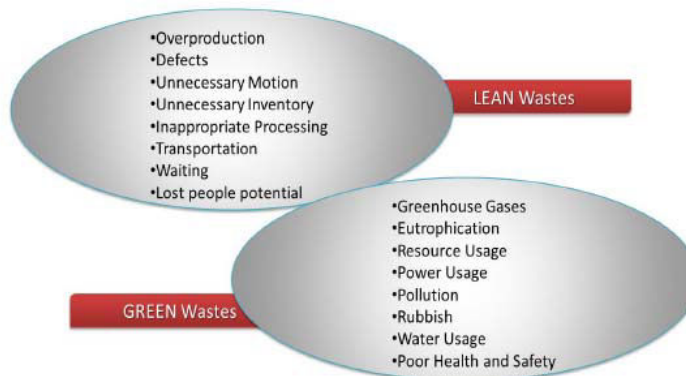 •Overproduction
•Defects
•Unnecessary Motion
•Unnecessary Inventory
•Inappropriate Processing
•Transportation
•Waiting
•Lost people potential
LEAN Wastes
•Greenhouse Gases
•Eutrophication
•Resource Usage
•Power Usage
•Pollution
•Rubbish
•Water Usage
•Poor Health and Safety
GREEN Wastes